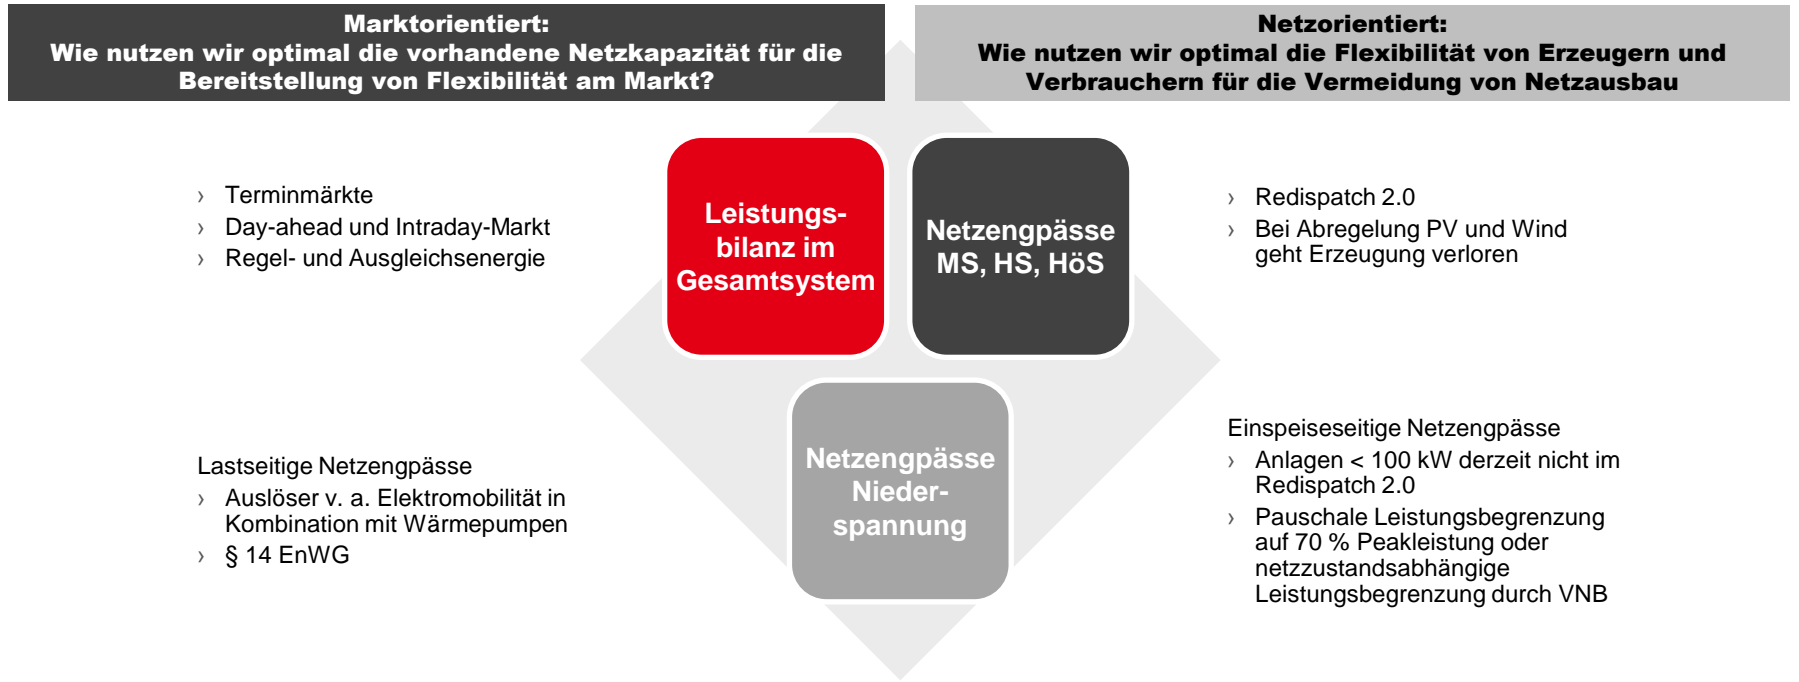 Marktorientiert:
Wie nutzen wir optimal die vorhandene Netzkapazität für die
Bereitstellung von Flexibilität am Markt?
Netzorientiert:
Wie nutzen wir optimal die Flexibilität von Erzeugern und
Verbrauchern für die Vermeidung von Netzausbau
› Terminmärkte
› Day-ahead und Intraday-Markt
› Regel- und Ausgleichsenergie
Leistungs-
bilanz im
Gesamtsystem
Netzengpässe
MS, HS, HöS
› Redispatch 2.0
› Bei Abregelung PV und Wind
geht Erzeugung verloren
Lastseitige Netzengpässe
› Auslöser v. a. Elektromobilität in
Kombination mit Wärmepumpen
› § 14 EnWG
Netzengpässe
Nieder-
spannung
Einspeiseseitige Netzengpässe
› Anlagen < 100 kW derzeit nicht im
Redispatch 2.0
› Pauschale Leistungsbegrenzung
auf 70 % Peakleistung oder
netzzustandsabhängige
Leistungsbegrenzung durch VNB